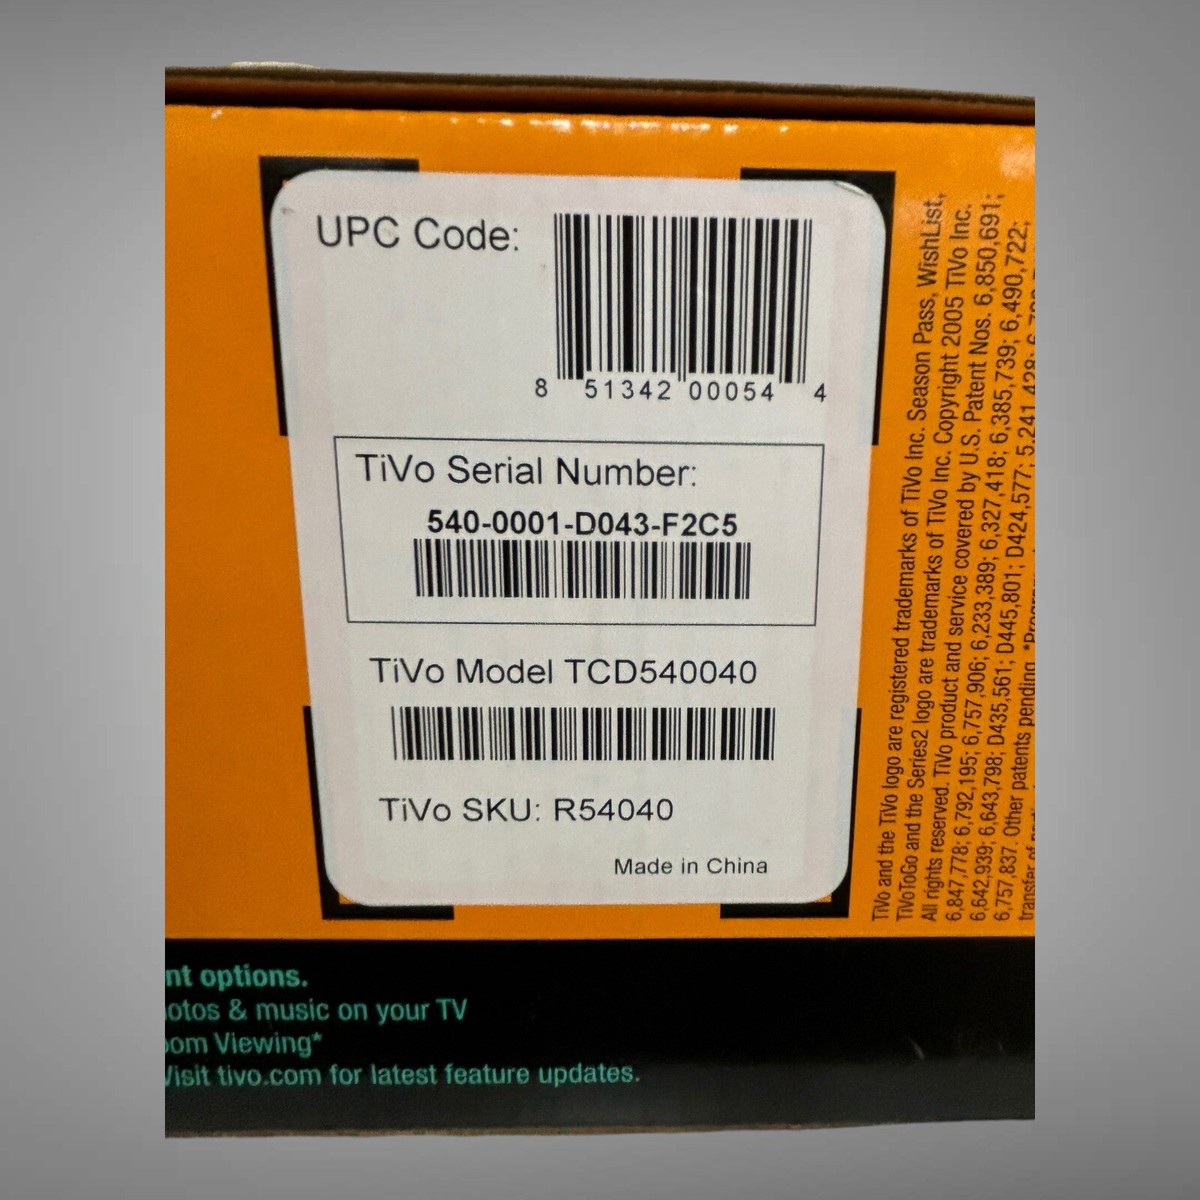 UPC Code:
8 51342 00054 4
TiVo Serial Number:
540-0001-D043-F2C5
TiVo Model TCD540040
TiVo SKU: R54040
Made in China
TiVo and the TiVo logo are registered trademarks of TiVo Inc. Season Pass, WishList,
TiVoToGo and the Series2 logo are trademarks of TiVo Inc. Copyright 2005 TiVo Inc.
All rights reserved. TiVo product and service covered by U.S. Patent Nos. 6,850,691;
6,847,778; 6,792,195; 6,757,906; 6,233,389; 6,327,418; 6,385,739; 6,490,722;
6,642,939; 6,643,798; D435,561; D445,801; D424,577; 5,241,428;
6,757,837. Other patents pending.
transfer of
nt options.
otos & music on your TV
om Viewing*
Visit tivo.com for latest feature updates.